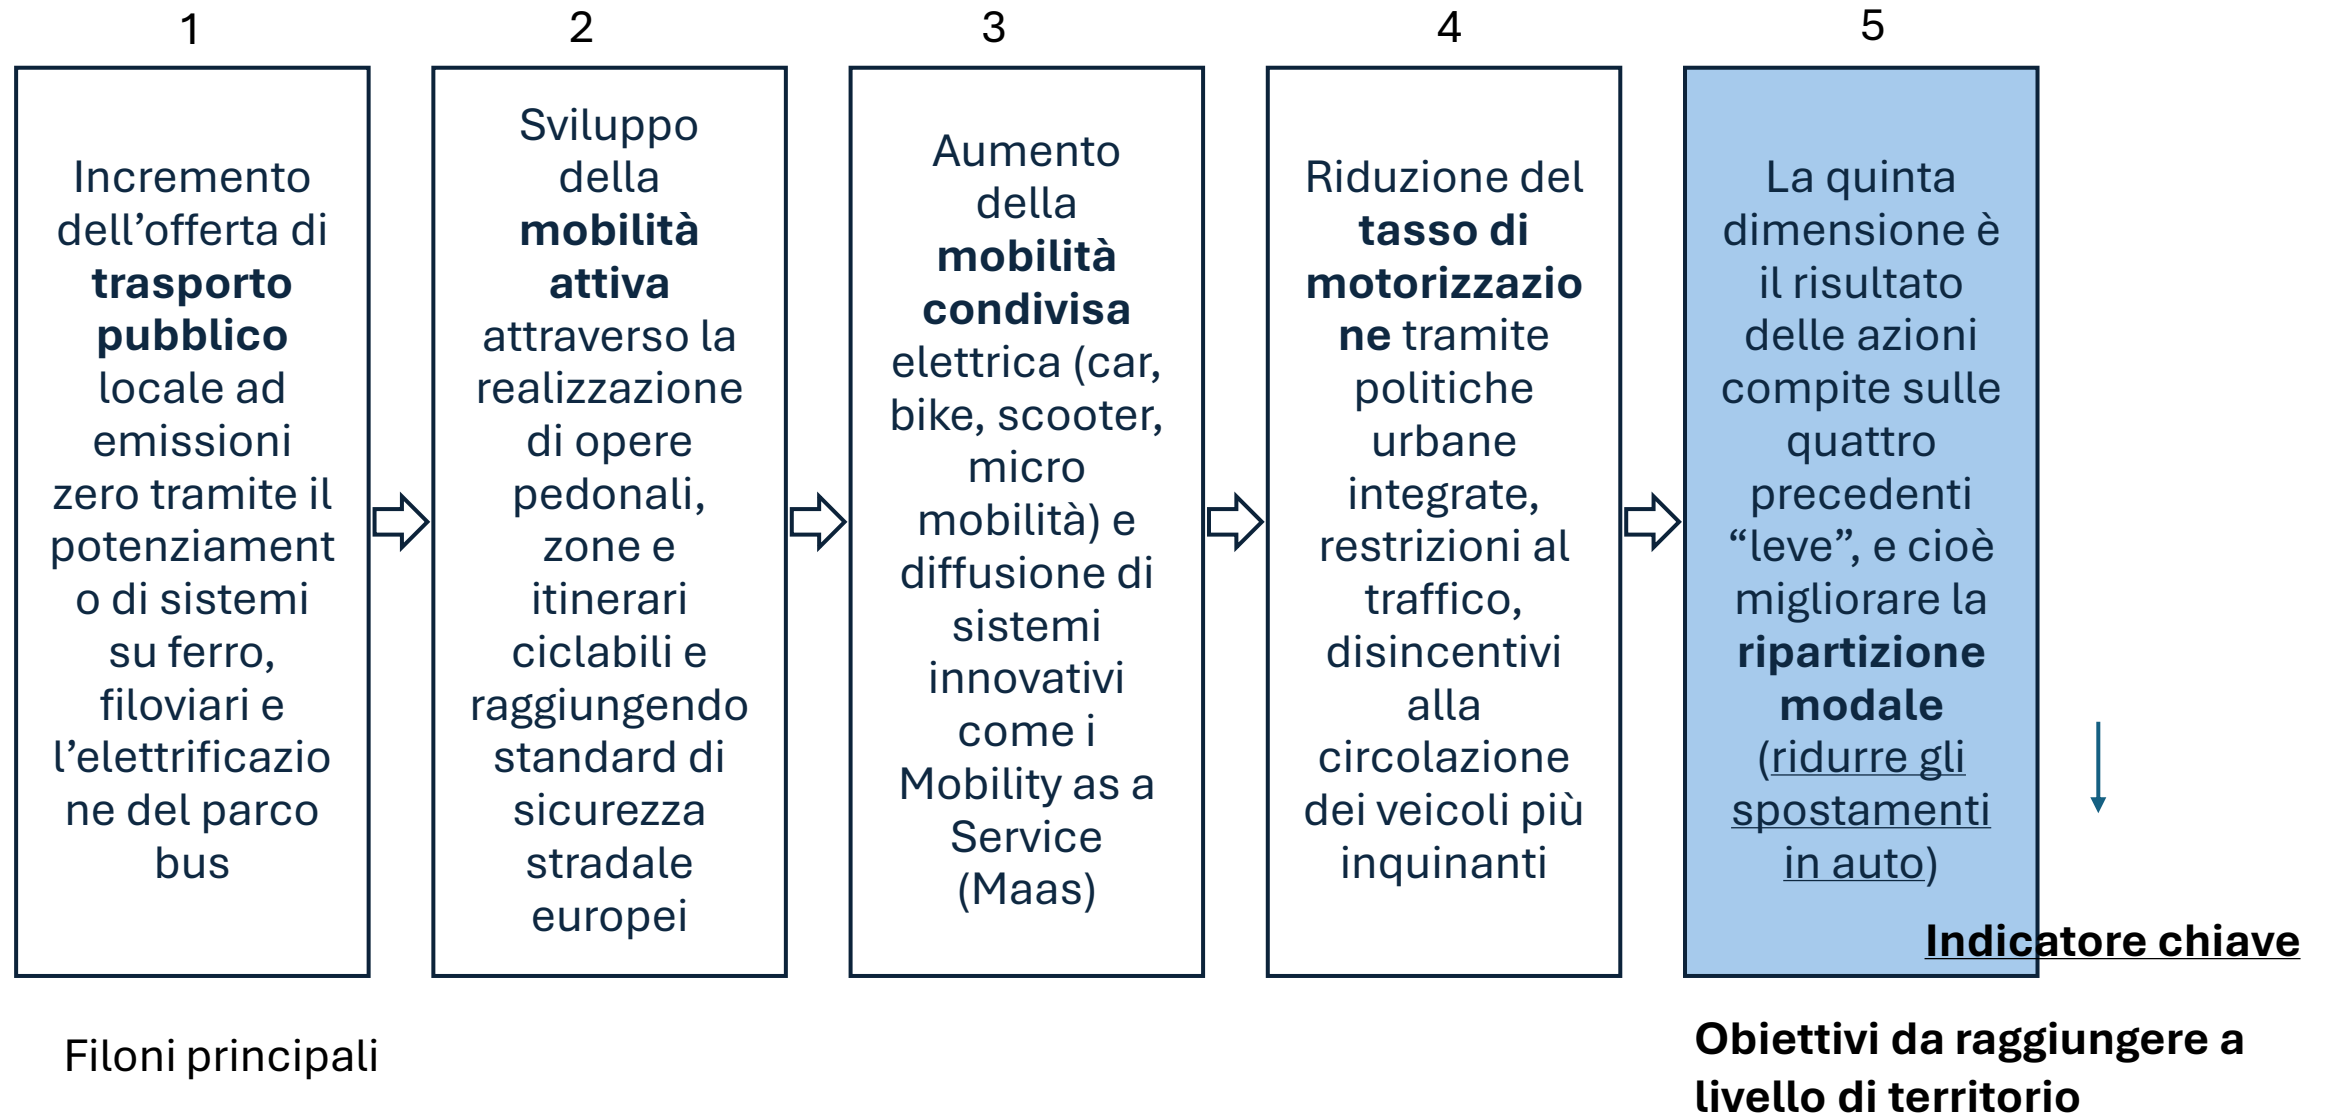 1
Incremento
dell’offerta di
trasporto
pubblico
locale ad
emissioni
zero tramite il
potenziament
o di sistemi
su ferro,
filoviari e
l’elettrificazio
ne del parco
bus
2
Sviluppo
della
mobilità
attiva
attraverso la
realizzazione
di opere
pedonali,
zone e
itinerari
ciclabili e
raggiungendo
standard di
sicurezza
stradale
europei
3
Aumento
della
mobilità
condivisa
elettrica (car,
bike, scooter,
micro
mobilità) e
diffusione di
sistemi
innovativi
come i
Mobility as a
Service
(Maas)
4
Riduzione del
tasso di
motorizzazio
ne tramite
politiche
urbane
integrate,
restrizioni al
traffico,
disincentivi
alla
circolazione
dei veicoli più
inquinanti
5
La quinta
dimensione è
il risultato
delle azioni
compite sulle
quattro
precedenti
“leve”, e cioè
migliorare la
ripartizione
modale
(ridurre gli
spostamenti
in auto)
Indicatore chiave
Filoni principali
Obiettivi da raggiungere a
livello di territorio